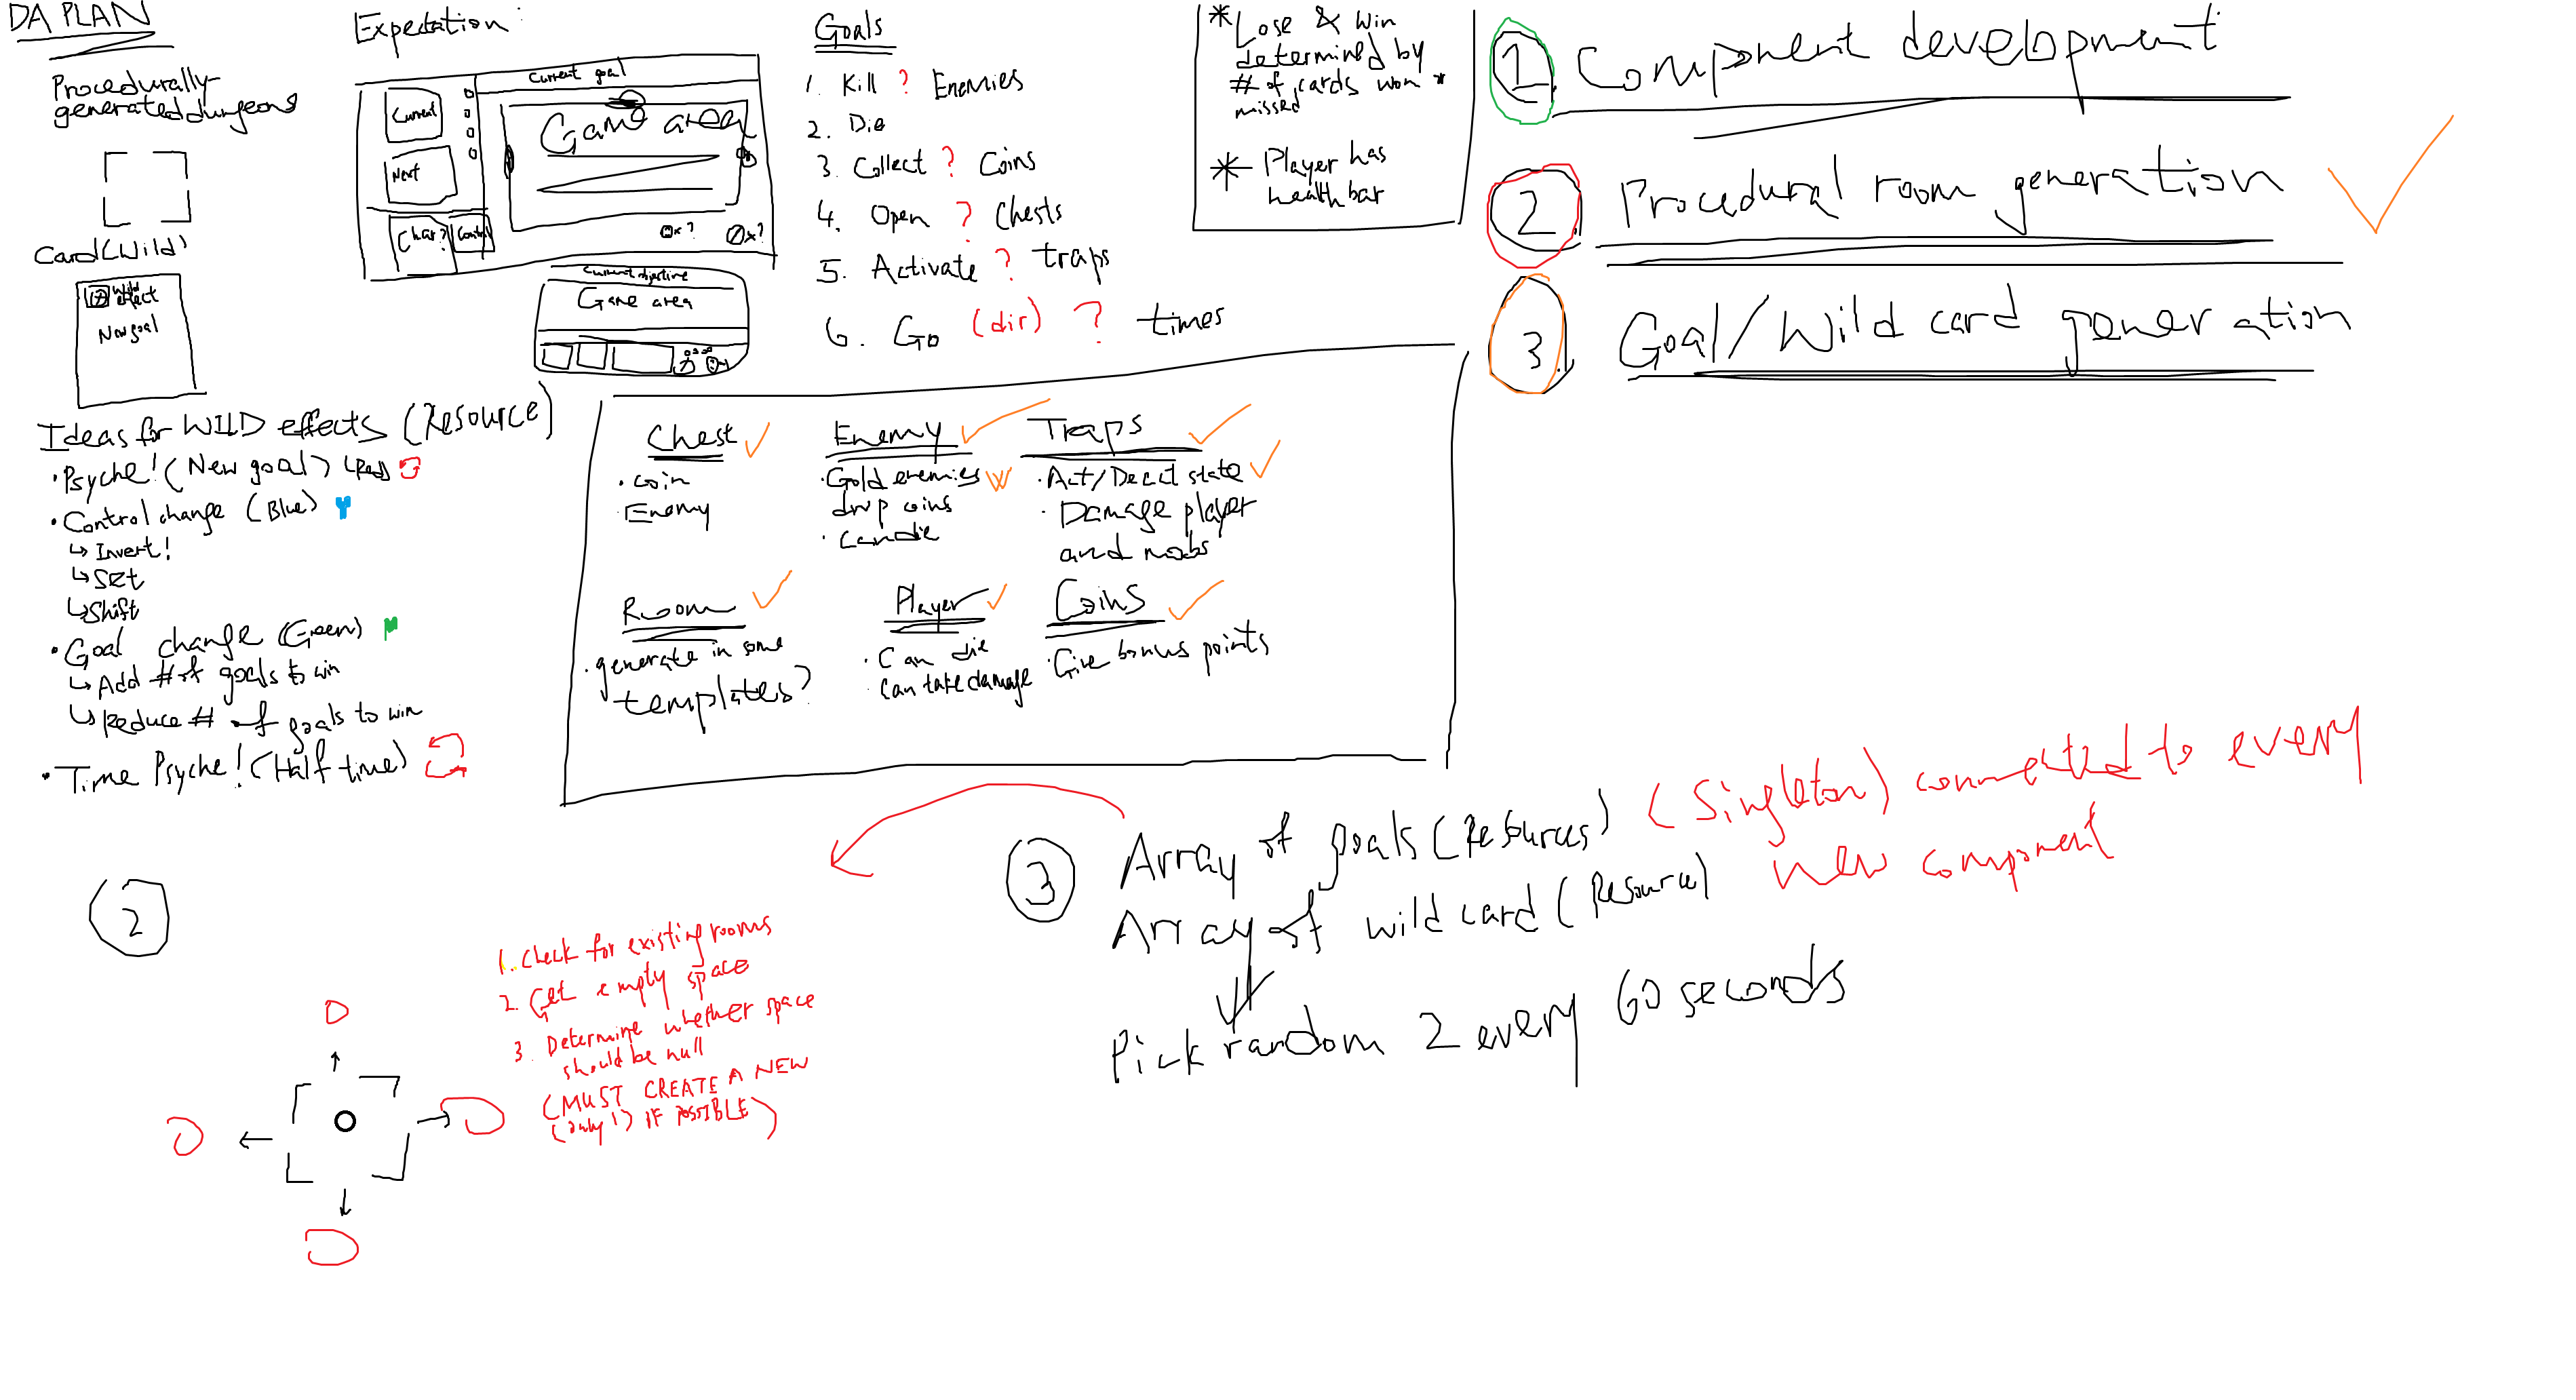 DA PLAN
Procedurally-
generated dungeons
Card (Wild)
Wild
effect
New goal
Expectation:
Current goal
Current
Next
Game area
Char?
Control
x?
x?
Current objective
Game area
Goals
1. Kill ? Enemies
2. Die
3. Collect ? Coins
4. Open ? Chests
5. Activate ? traps
6. Go (dir) ? times
* Lose & Win
determined by
# of cards won *
missed
* Player has
health bar
1. Component development
2. Procedural room generation
3. Goal/Wild card generation
Ideas for WILD effects (Resource)
· Psyche! (New goal) (Red)
· Control change (Blue)
↳ Invert!
↳ Set
↳ Shift
· Goal change (Green)
↳ Add # of goals to win
↳ Reduce # of goals to win
· Time Psyche! (Half time)
Chest
· coin
· Enemy
Enemy
· Gold enemies
drop coins
· Can die
Traps
· Act/Deact state
· Damage player
and mobs
Room
· generate in some
templates?
Player
· Can die
· Can take damage
Coins
· Give bonus points
2
1. Check for existing rooms
2. Get empty space
3. Determine whether space
should be null
(MUST CREATE A NEW
(only 1) IF POSSIBLE)
3
Array of goals (Resources) (Singleton) connected to every
new component
Array of wild card (Resource)
Pick random 2 every 60 seconds